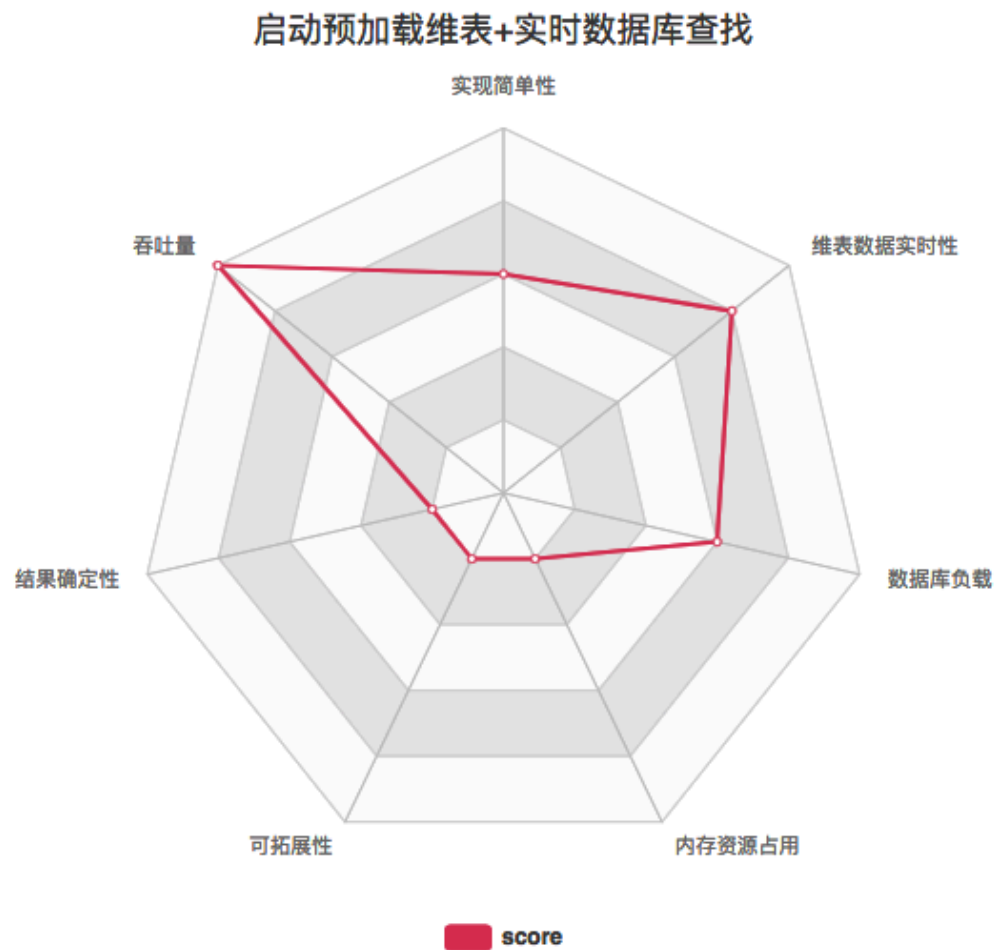 启动预加载维表+实时数据库查找
实现简单性
吞吐量
维表数据实时性
结果确定性
数据库负载
可拓展性
内存资源占用
score